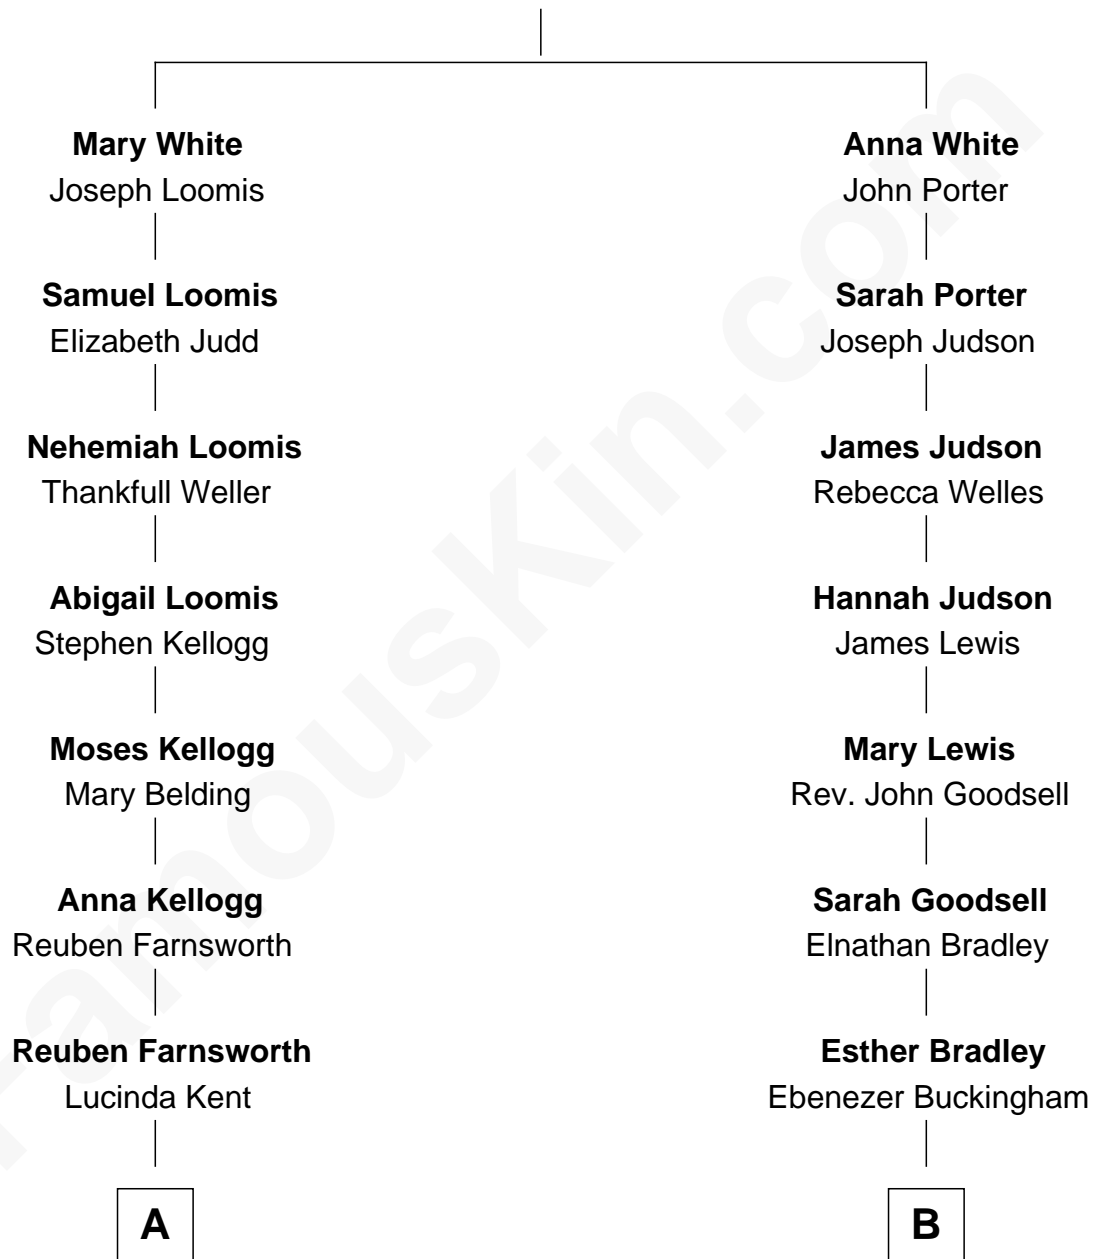 Mary White
Joseph Loomis
Samuel Loomis
Elizabeth Judd
Nehemiah Loomis
Thankfull Weller
Abigail Loomis
Stephen Kellogg
Moses Kellogg
Mary Belding
Anna Kellogg
Reuben Farnsworth
Reuben Farnsworth
Lucinda Kent
A
Anna White
John Porter
Sarah Porter
Joseph Judson
James Judson
Rebecca Welles
Hannah Judson
James Lewis
Mary Lewis
Rev. John Goodsell
Sarah Goodsell
Elnathan Bradley
Esther Bradley
Ebenezer Buckingham
B
FamousKin.com